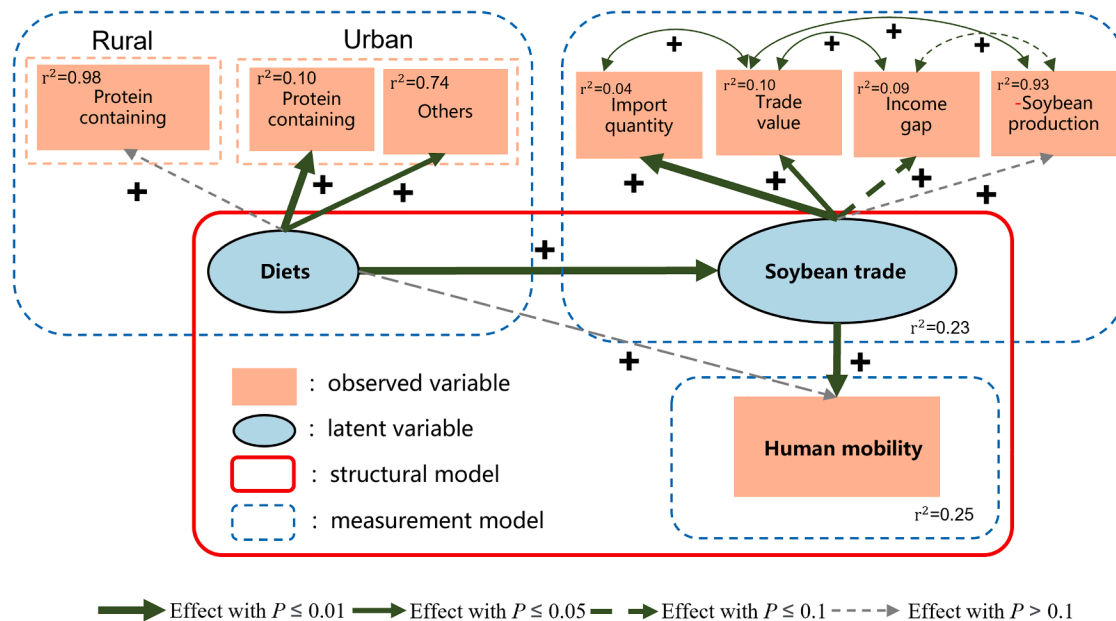 Rural
Urban
r²=0.98
Protein
containing
r²=0.10
Protein
containing
r²=0.74
Others
r²=0.04
Import
quantity
r²=0.10
Trade
value
r²=0.09
Income
gap
r²=0.93
-Soybean
production
+ + + +
+ + + + + + +
Diets
+
Soybean trade
r²=0.23
+ +
Human mobility
r²=0.25
: observed variable
: latent variable
: structural model
: measurement model
Effect with P ≤ 0.01
Effect with P ≤ 0.05
Effect with P ≤ 0.1
Effect with P > 0.1